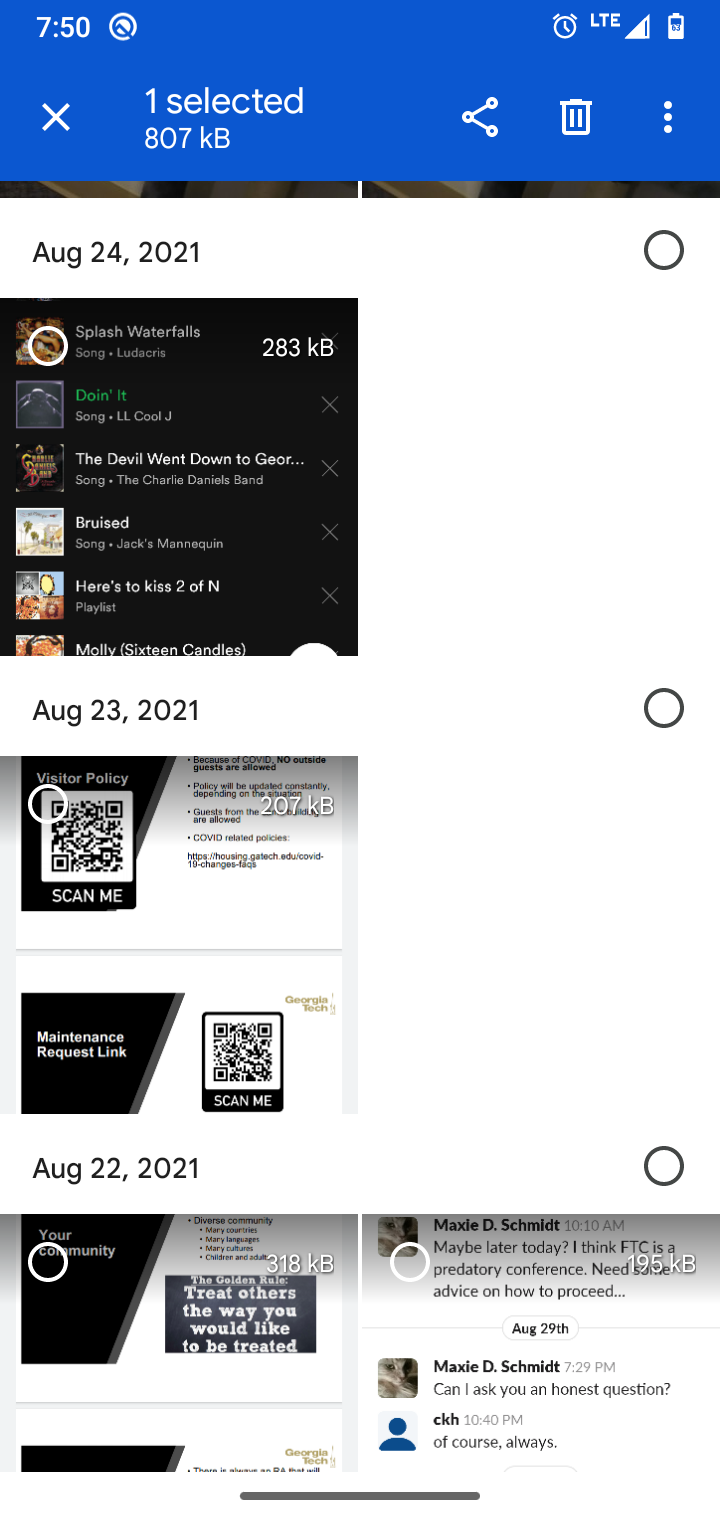 7:50
LTE
63
1 selected
807 kB
Aug 24, 2021
Splash Waterfalls
Song • Ludacris
283 kB
Doin' It
Song • LL Cool J
The Devil Went Down to Geor...
Song • The Charlie Daniels Band
Bruised
Song • Jack's Mannequin
Here's to kiss 2 of N
Playlist
Molly (Sixteen Candles)
Aug 23, 2021
Visitor Policy
• Because of COVID, NO outside
guests are allowed
• Policy will be updated constantly,
depending on the situation
207 kB
• Guests from the building
are allowed
• COVID related policies:
https://housing.gatech.edu/covid-
19-changes-faqs
SCAN ME
Georgia
Tech
Maintenance
Request Link
SCAN ME
Aug 22, 2021
Your
community
• Diverse community
• Many countries
• Many languages
• Many cultures
• Children and adults
318 kB
The Golden Rule:
Treat others
the way you
would like
to be treated
Georgia
Tech
• There is always an RA that will
Maxie D. Schmidt 10:10 AM
Maybe later today? I think FTC is a
predatory conference. Need some
advice on how to proceed...
195 kB
Aug 29th
Maxie D. Schmidt 7:29 PM
Can I ask you an honest question?
ckh 10:40 PM
of course, always.